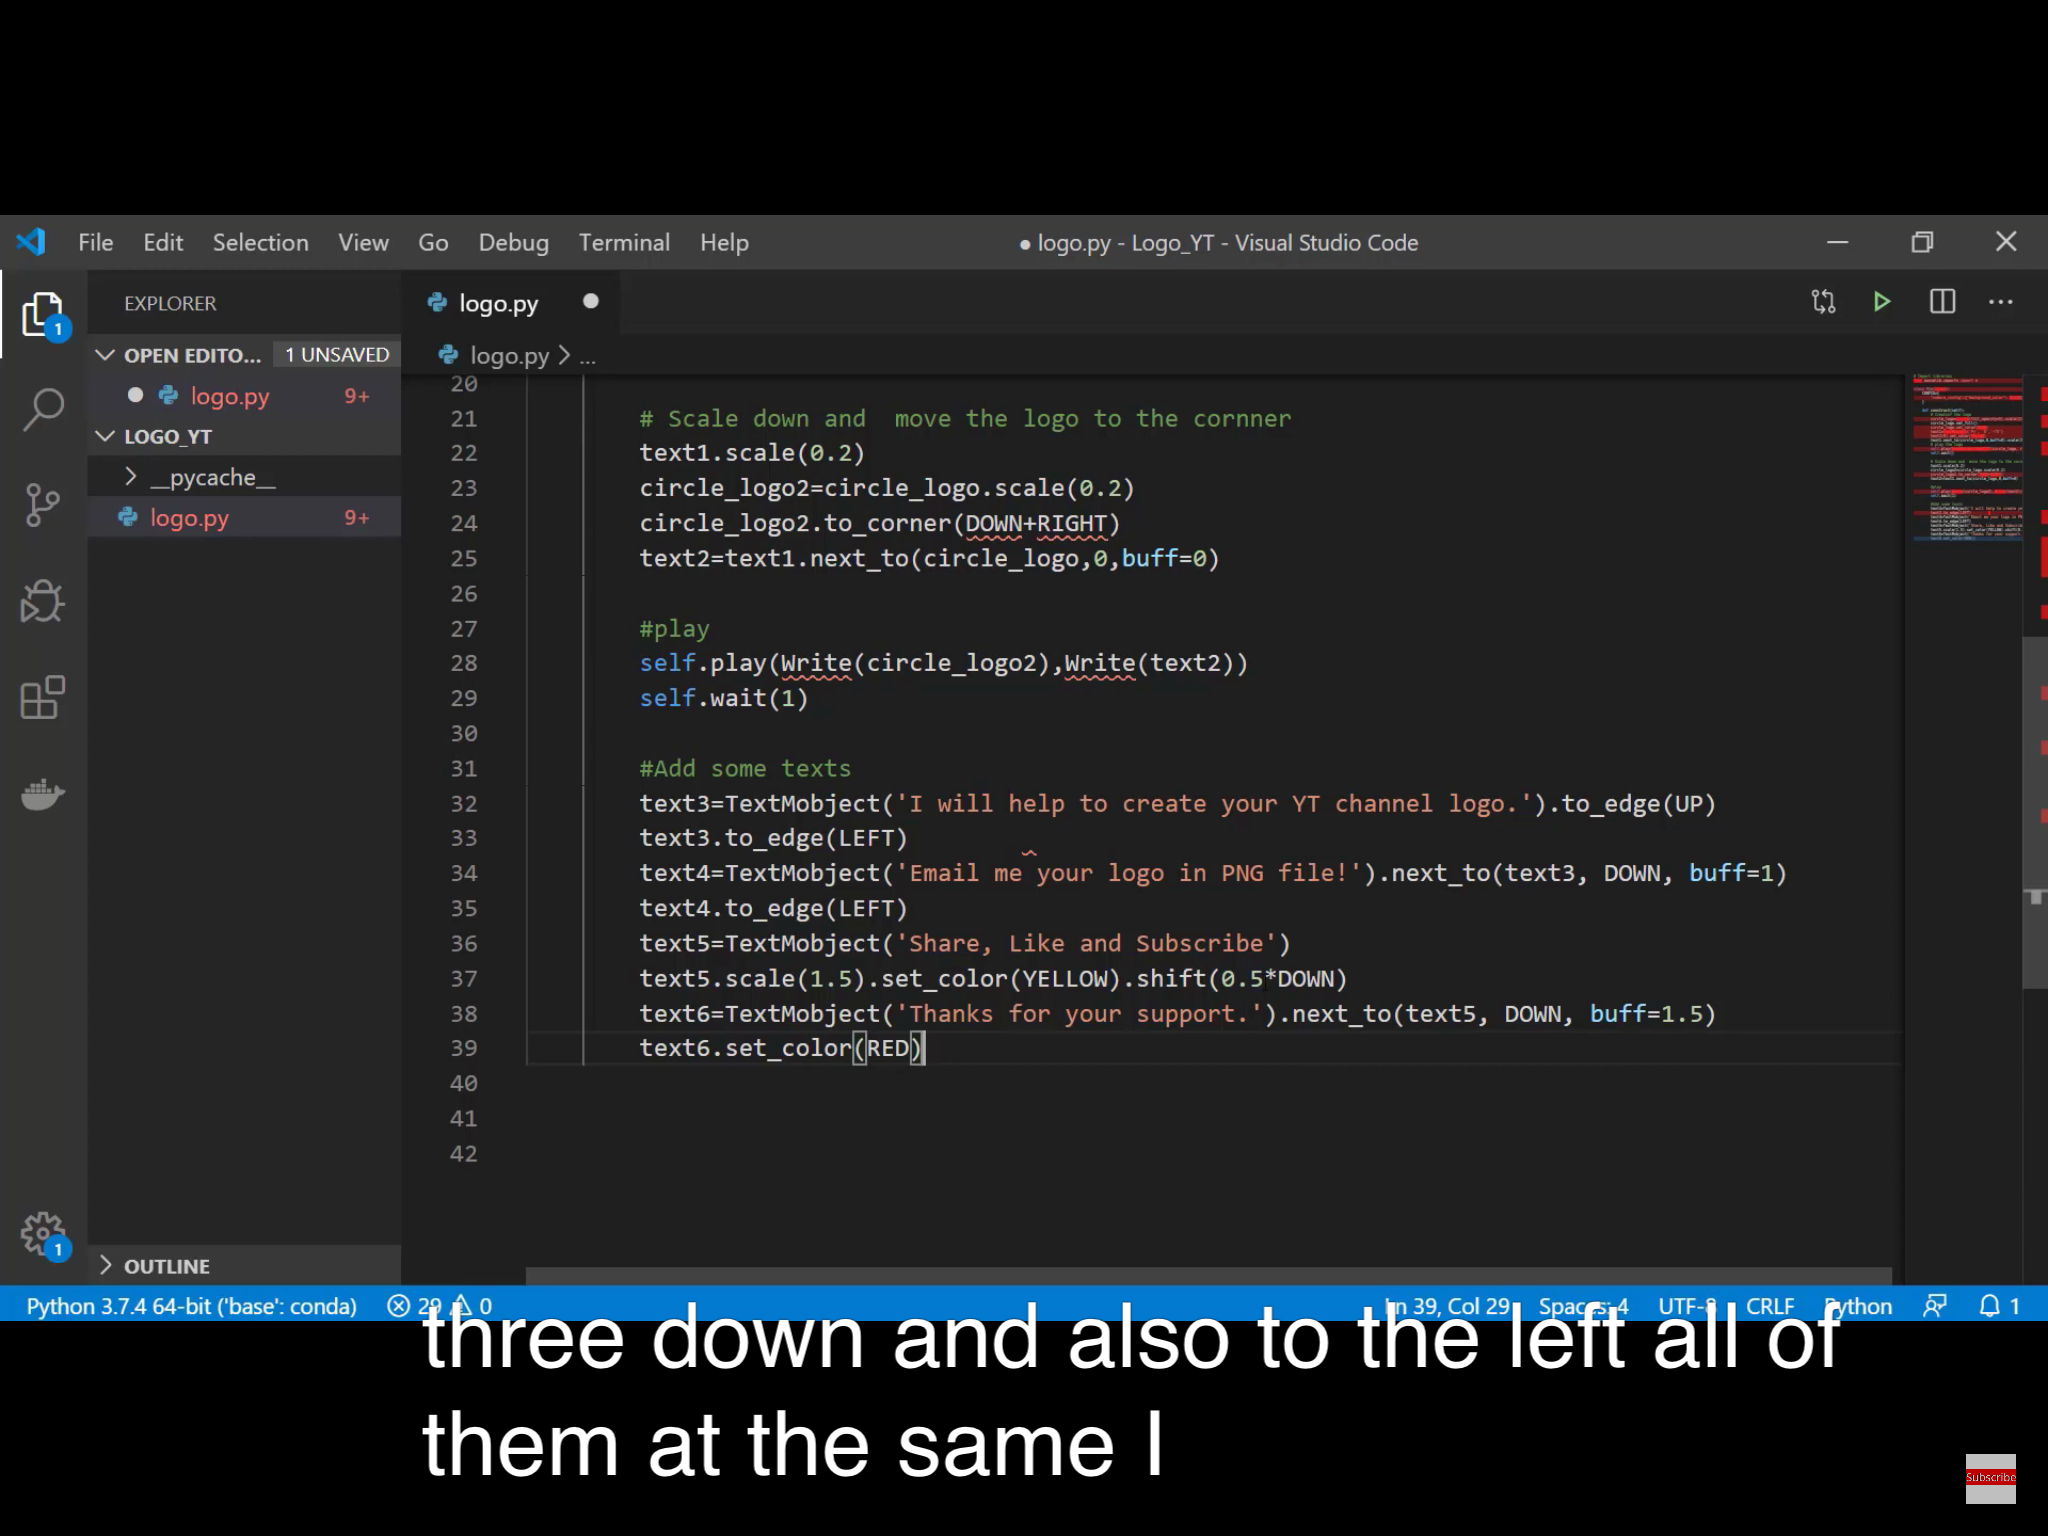 File Edit Selection View Go Debug Terminal Help
● logo.py - Logo_YT - Visual Studio Code
EXPLORER
OPEN EDITO... 1 UNSAVED
logo.py 9+
LOGO_YT
__pycache__
logo.py 9+
OUTLINE
logo.py
logo.py > ...
20
21 # Scale down and  move the logo to the cornner
22 text1.scale(0.2)
23 circle_logo2=circle_logo.scale(0.2)
24 circle_logo2.to_corner(DOWN+RIGHT)
25 text2=text1.next_to(circle_logo,0,buff=0)
26
27 #play
28 self.play(Write(circle_logo2),Write(text2))
29 self.wait(1)
30
31 #Add some texts
32 text3=TextMobject('I will help to create your YT channel logo.').to_edge(UP)
33 text3.to_edge(LEFT)
34 text4=TextMobject('Email me your logo in PNG file!').next_to(text3, DOWN, buff=1)
35 text4.to_edge(LEFT)
36 text5=TextMobject('Share, Like and Subscribe')
37 text5.scale(1.5).set_color(YELLOW).shift(0.5*DOWN)
38 text6=TextMobject('Thanks for your support.').next_to(text5, DOWN, buff=1.5)
39 text6.set_color(RED)
40
41
42
1
1
Python 3.7.4 64-bit ('base': conda) 29 0 Ln 39, Col 29 Spaces: 4 UTF-8 CRLF Python 1
three down and also to the left all of
them at the same I
Subscribe